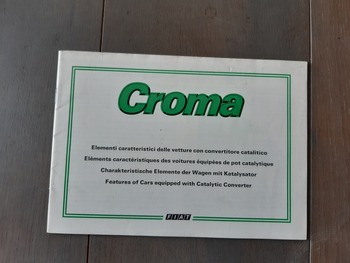 Croma
Elementi caratteristici delle vetture con convertitore catalitico
Eléments caractéristiques des voitures équipées de pot catalytique
Charakteristische Elemente der Wagen mit Katalysator
Features of Cars equipped with Catalytic Converter
FIAT